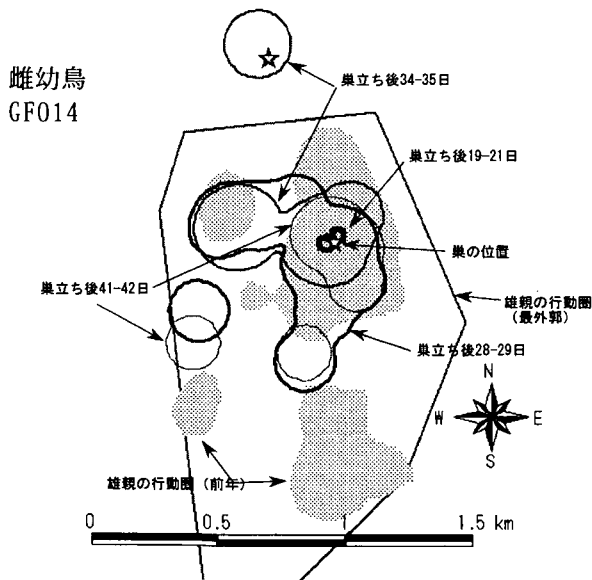 雌幼鳥
GF014
巣立ち後34-35日
巣立ち後19-21日
巣の位置
巣立ち後41-42日
雄親の行動圏
(最外郭)
巣立ち後28-29日
N
W
E
S
雄親の行動圏 (前年)
0
0.5
1
1.5 km